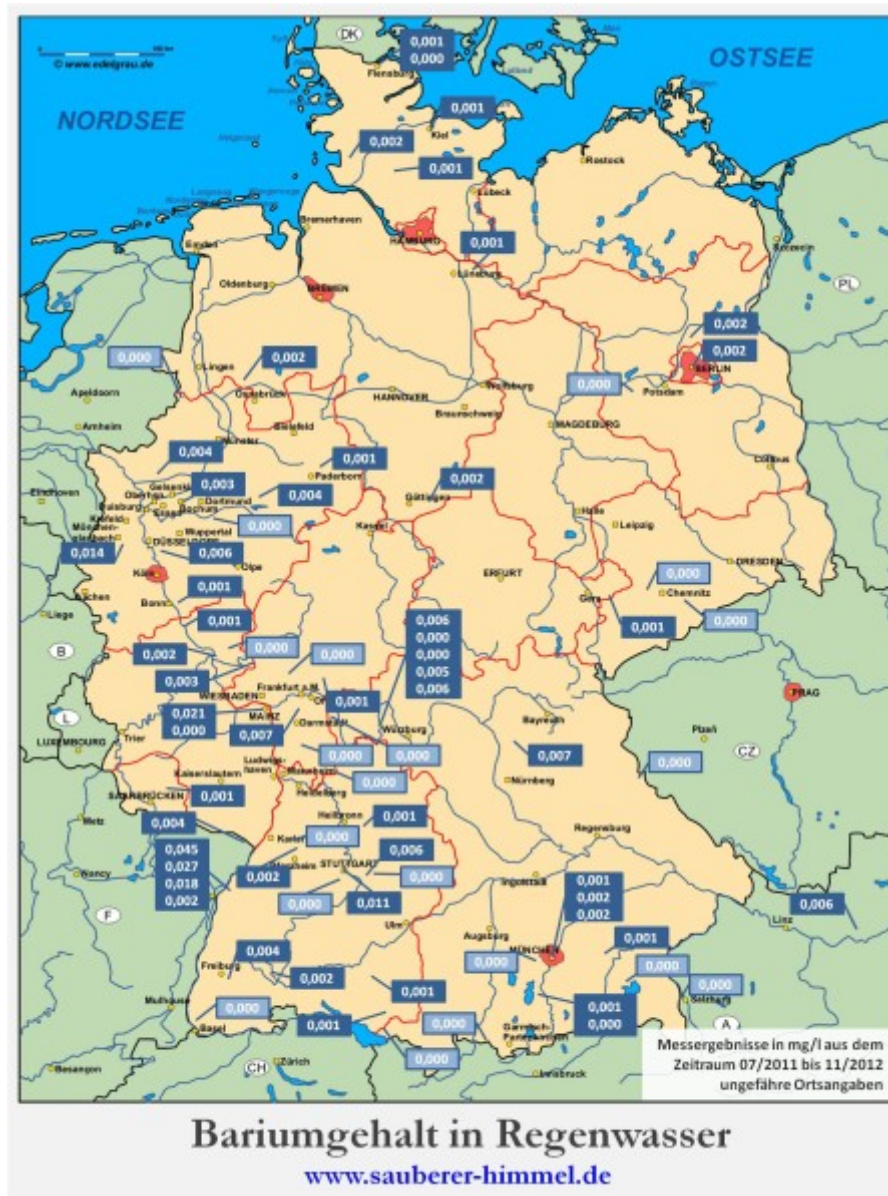 DK
0,001
0,000
OSTSEE
© www.edelgrau.de
Flensburg
NORDSEE
0,001
Kiel
0,002
0,001
Rostock
Lübeck
Bremerhaven
HAMBURG
Emden
0,001
Szczecin
Lüneburg
Oldenburg
BREMEN
PL
0,002
0,000
0,002
0,002
BERLIN
Lingen
0,000
Apeldoorn
Osnabrück
HANNOVER
Wolfsburg
Potsdam
Braunschweig
Arnheim
Bielefeld
MAGDEBURG
Münster
0,004
0,001
Cottbus
Paderborn
0,002
0,003
0,004
Göttingen
Eindhoven
Dortmund
Duisburg
Bochum
Halle
Krefeld
0,000
Leipzig
Mönchen-
gladbach
Wuppertal
Kassel
0,014
DÜSSELDORF
0,006
DRESDEN
Olpe
ERFURT
0,000
Köln
Aachen
0,001
Chemnitz
Gera
Bonn
Liege
0,001
0,001
0,000
0,006
0,000
0,000
0,005
0,006
B
0,002
0,000
0,000
0,003
Frankfurt a.M.
WIESBADEN
PRAG
L
0,021
0,000
MAINZ
0,001
Bayreuth
Trier
Darmstadt
Würzburg
Plzeň
LUXEMBOURG
0,007
0,007
CZ
0,000
0,000
0,000
Ludwigs-
hafen
Mannheim
Kaiserslautern
0,000
Nürnberg
SAARBRÜCKEN
0,001
Heidelberg
Metz
Heilbronn
0,004
0,001
Regensburg
0,000
0,045
0,027
0,018
0,002
0,006
STUTTGART
Nancy
0,002
0,000
Ingolstadt
0,001
0,002
0,002
0,000
0,011
0,006
F
Ulm
Linz
Augsburg
0,001
0,004
MÜNCHEN
0,000
0,000
Freiburg
0,002
0,000
0,001
Salzburg
Mulhouse
0,000
0,001
0,000
0,001
0,000
A
Basel
Garmisch-
Partenkirchen
0,000
Zürich
CH
Besançon
Innsbruck
Messergebnisse in mg/l aus dem
Zeitraum 07/2011 bis 11/2012
ungefähre Ortsangaben
Bariumgehalt in Regenwasser
www.sauberer-himmel.de